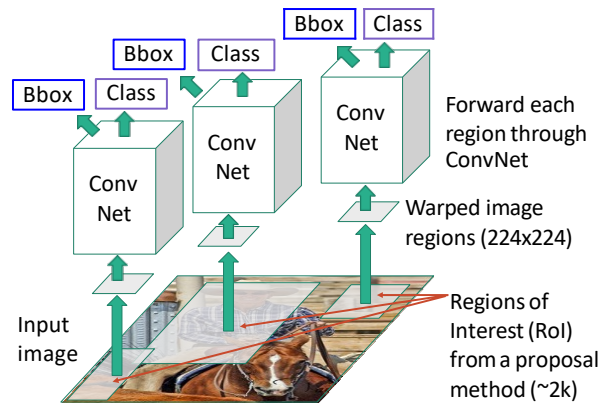 Bbox
Class
Bbox
Class
Bbox
Class
Conv
Net
Conv
Net
Conv
Net
Forward each
region through
ConvNet
Warped image
regions (224x224)
Input
image
Regions of
Interest (RoI)
from a proposal
method (~2k)